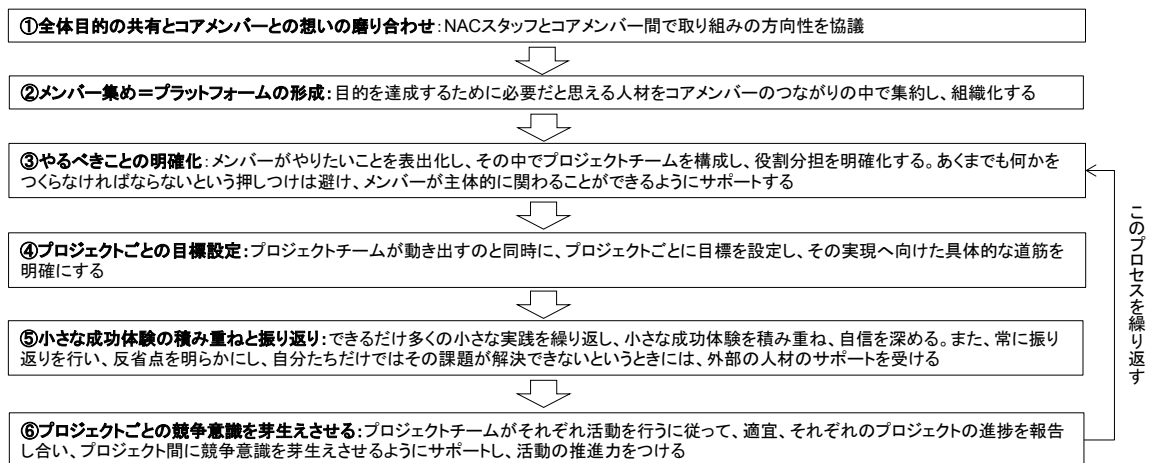 ①全体目的の共有とコアメンバーとの想いの磨り合わせ：NACスタッフとコアメンバー間で取り組みの方向性を協議
②メンバー集め＝プラットフォームの形成：目的を達成するために必要だと思える人材をコアメンバーのつながりの中で集約し、組織化する
③やるべきことの明確化：メンバーがやりたいことを表出化し、その中でプロジェクトチームを構成し、役割分担を明確化する。あくまでも何かを
つくらなければならないという押しつけは避け、メンバーが主体的に関わることができるようにサポートする
④プロジェクトごとの目標設定：プロジェクトチームが動き出すのと同時に、プロジェクトごとに目標を設定し、その実現へ向けた具体的な道筋を
明確にする
⑤小さな成功体験の積み重ねと振り返り：できるだけ多くの小さな実践を繰り返し、小さな成功体験を積み重ね、自信を深める。また、常に振り
返りを行い、反省点を明らかにし、自分たちだけではその課題が解決できないというときには、外部の人材のサポートを受ける
⑥プロジェクトごとの競争意識を芽生えさせる：プロジェクトチームがそれぞれ活動を行うに従って、適宜、それぞれのプロジェクトの進捗を報告
し合い、プロジェクト間に競争意識を芽生えさせるようにサポートし、活動の推進力をつける
このプロセスを繰り返す